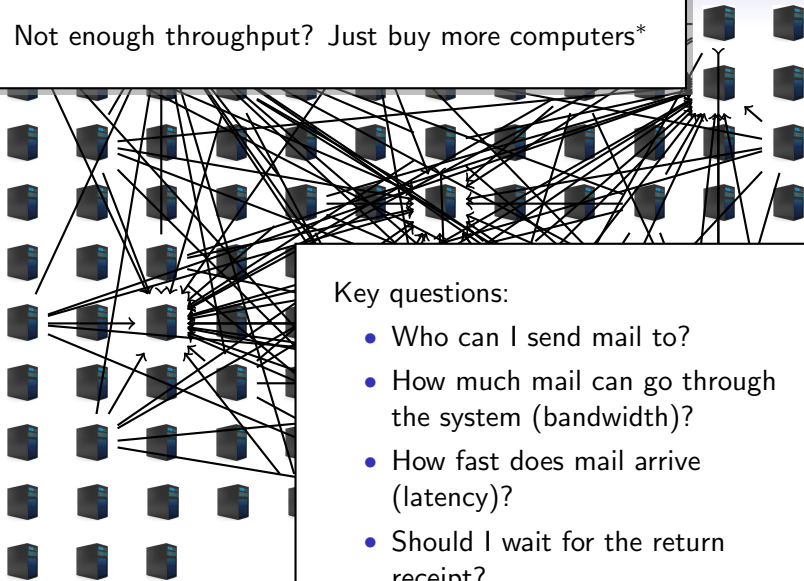 Not enough throughput? Just buy more computers*
Key questions:
• Who can I send mail to?
• How much mail can go through
the system (bandwidth)?
• How fast does mail arrive
(latency)?
• Should I wait for the return
receipt?